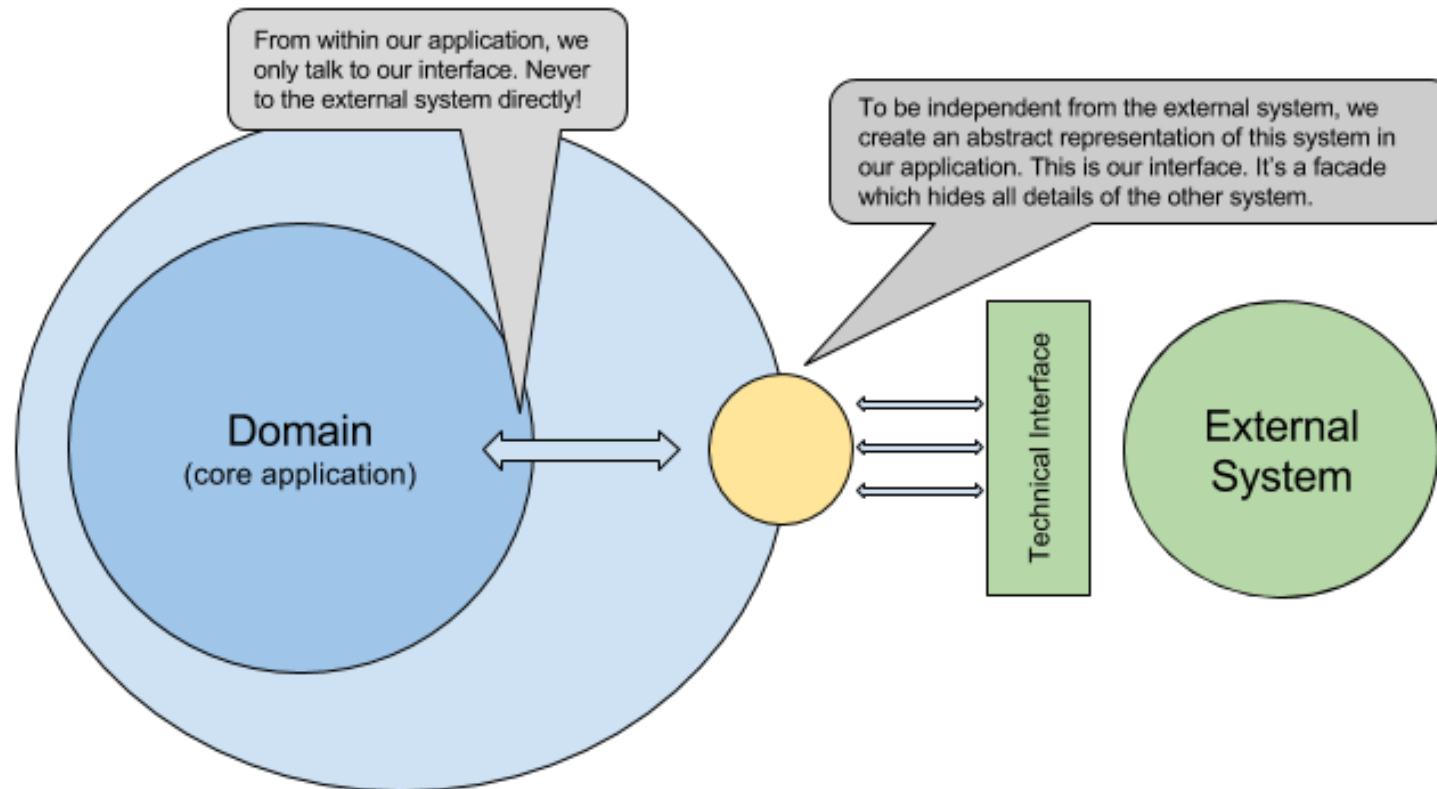 From within our application, we
only talk to our interface. Never
to the external system directly!
To be independent from the external system, we
create an abstract representation of this system in
our application. This is our interface. It's a facade
which hides all details of the other system.
Domain
(core application)
Technical Interface
External
System